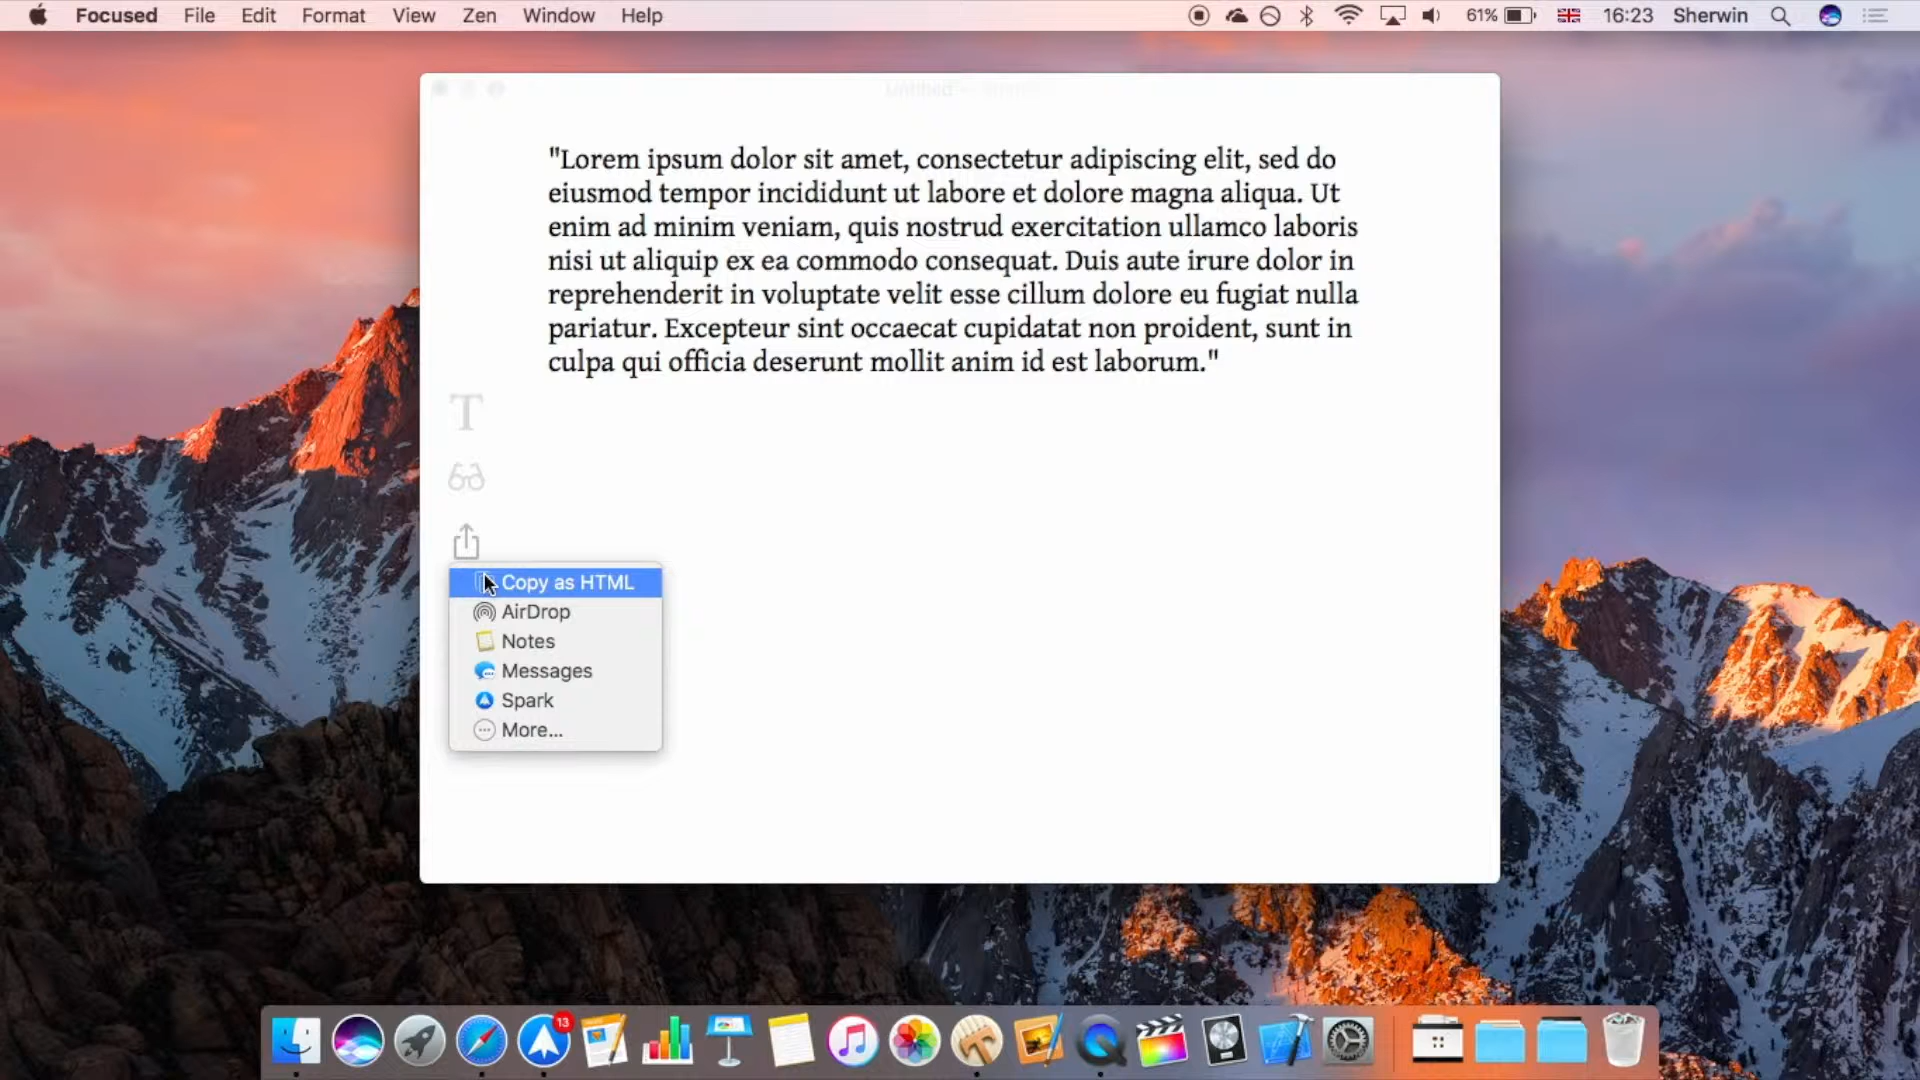 Focused File Edit Format View Zen Window Help 61% 16:23 Sherwin
Untitled
"Lorem ipsum dolor sit amet, consectetur adipiscing elit, sed do
eiusmod tempor incididunt ut labore et dolore magna aliqua. Ut
enim ad minim veniam, quis nostrud exercitation ullamco laboris
nisi ut aliquip ex ea commodo consequat. Duis aute irure dolor in
reprehenderit in voluptate velit esse cillum dolore eu fugiat nulla
pariatur. Excepteur sint occaecat cupidatat non proident, sunt in
culpa qui officia deserunt mollit anim id est laborum."
T
Copy as HTML
AirDrop
Notes
Messages
Spark
More...
13